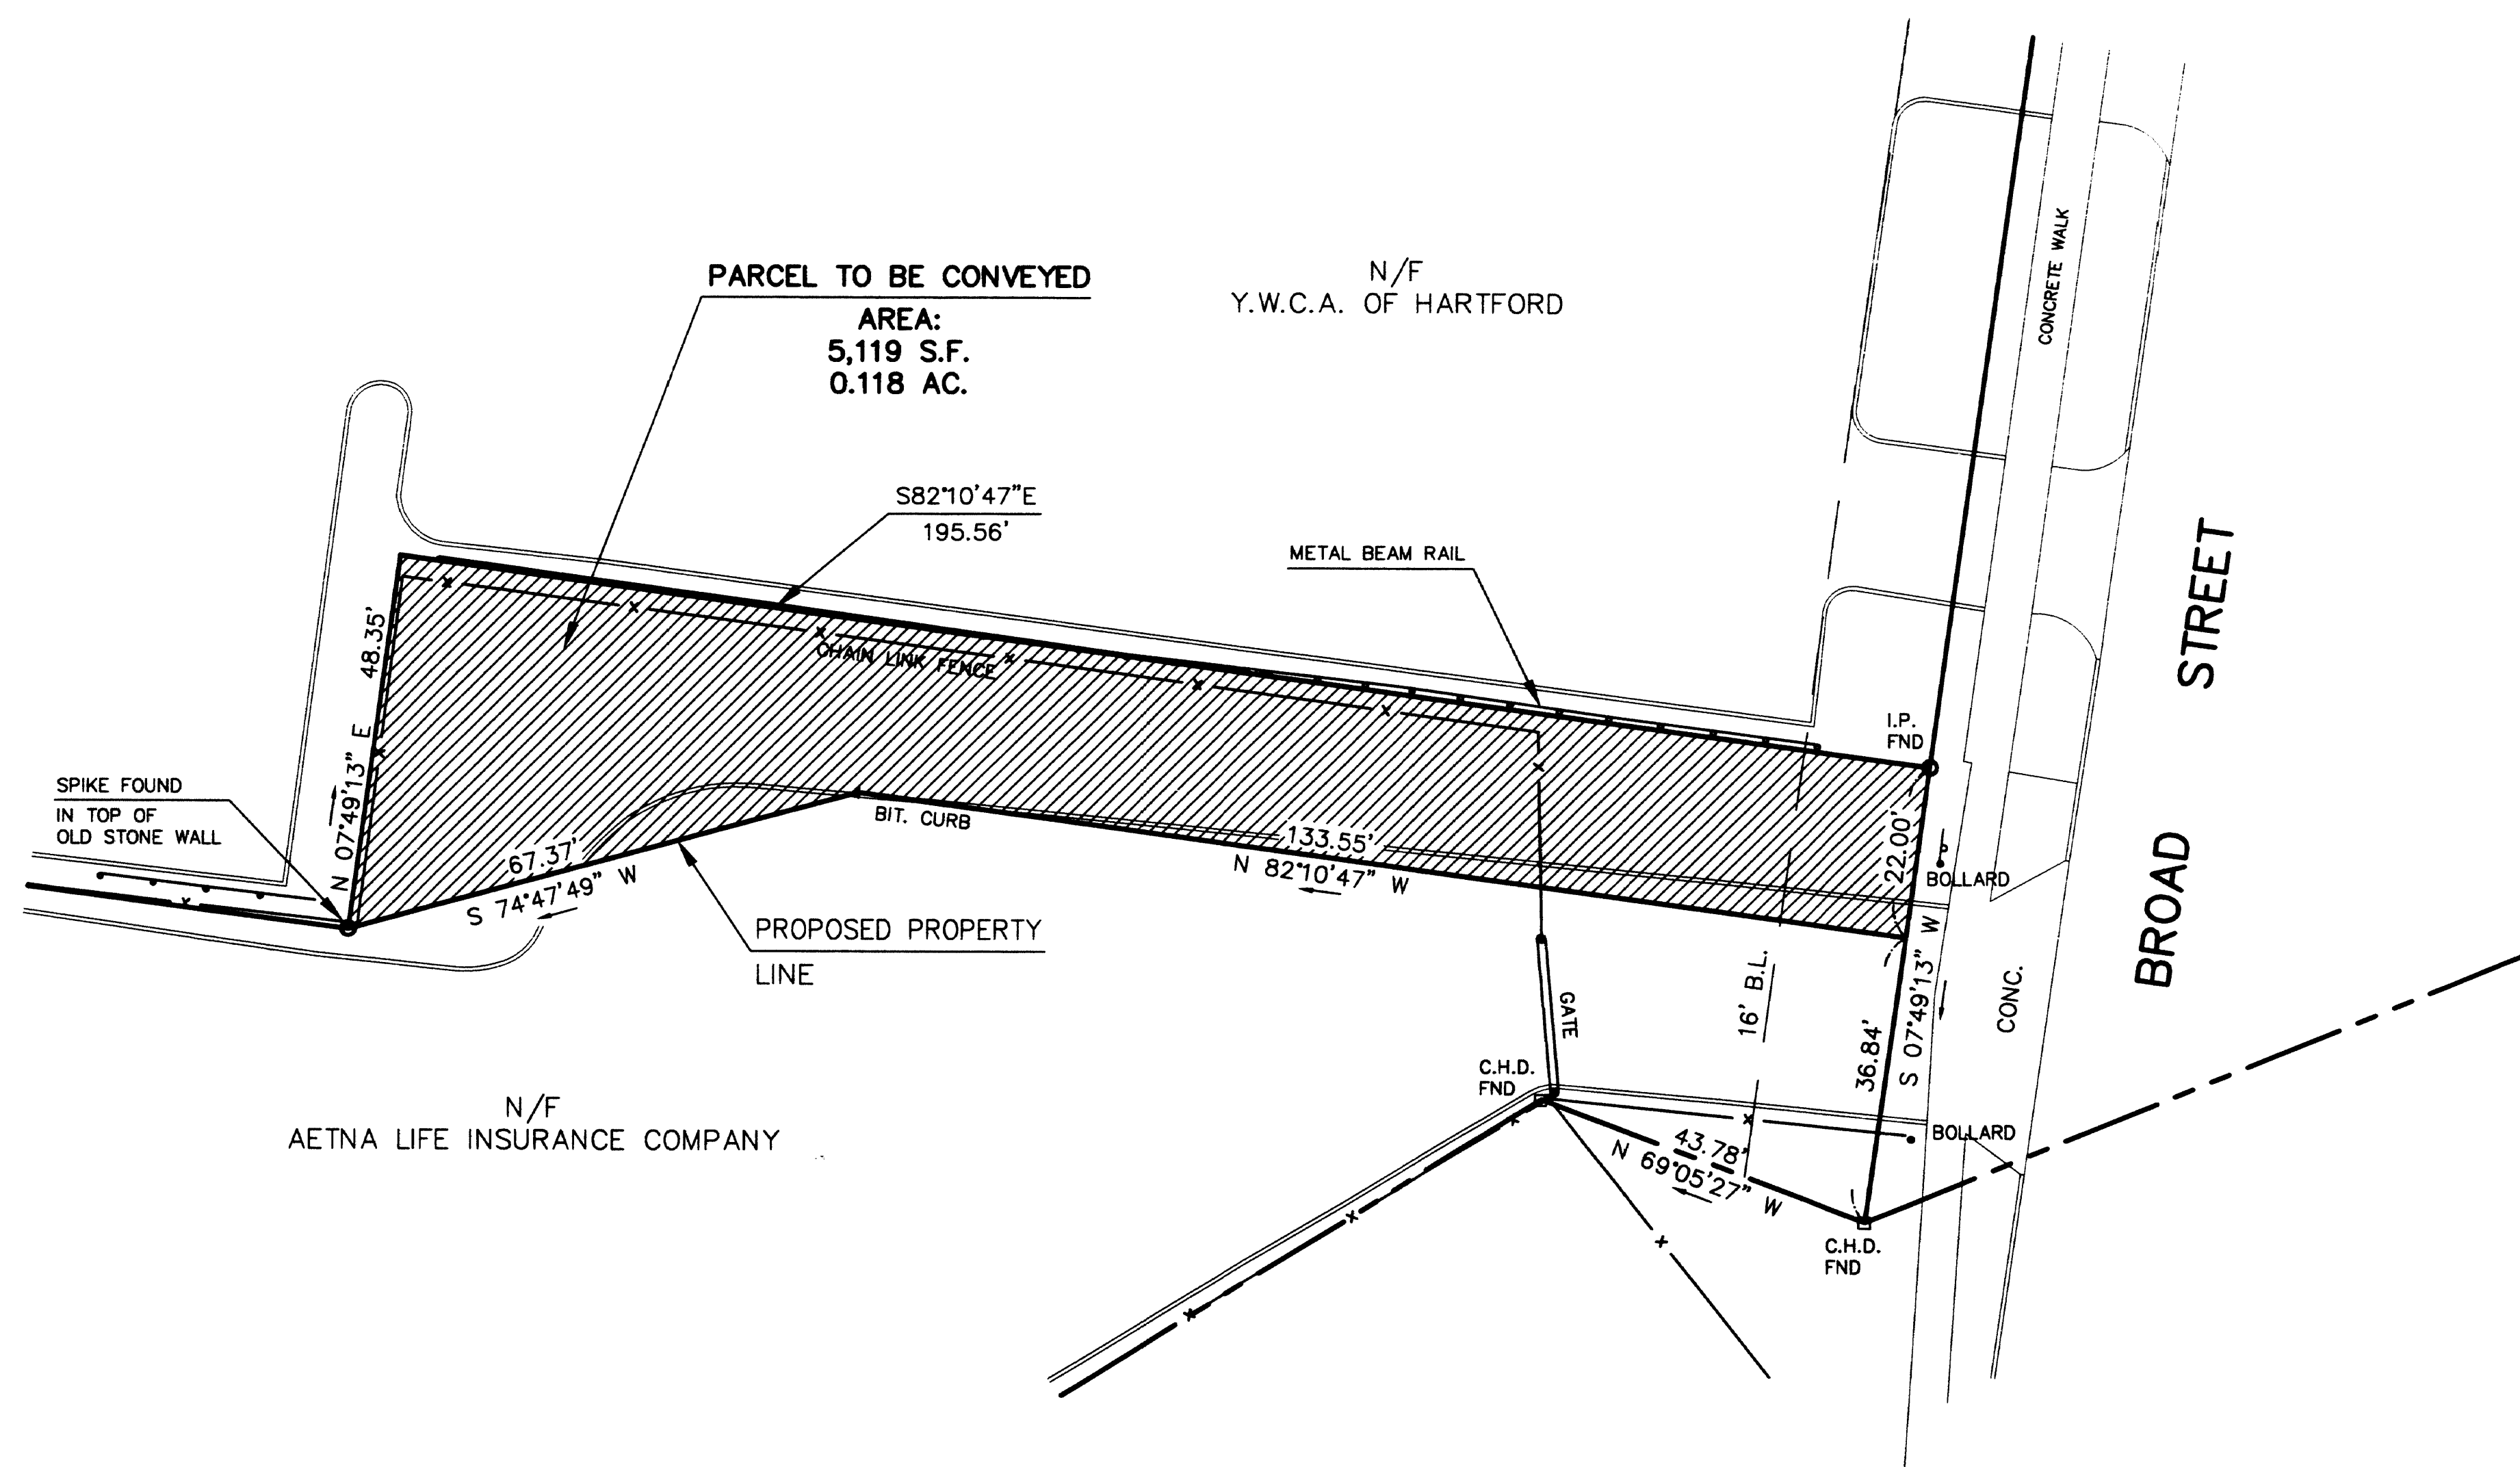 PARCEL TO BE CONVEYED
AREA:
5,119 S.F.
0.118 AC.
N/F
Y.W.C.A. OF HARTFORD
CONCRETE WALK
S82°10'47"E
195.56'
METAL BEAM RAIL
BROAD STREET
48.35'
N 07°49'13" E
CHAIN LINK FENCE
I.P.
FND
SPIKE FOUND
IN TOP OF
OLD STONE WALL
67.37'
S 74°47'49" W
BIT. CURB
133.55'
N 82°10'47" W
22.00'
BOLLARD
PROPOSED PROPERTY
LINE
16' B.L.
36.84'
S 07°49'13" W
CONC.
GATE
C.H.D.
FND
N/F
AETNA LIFE INSURANCE COMPANY
43.78'
N 69°05'27" W
BOLLARD
C.H.D.
FND